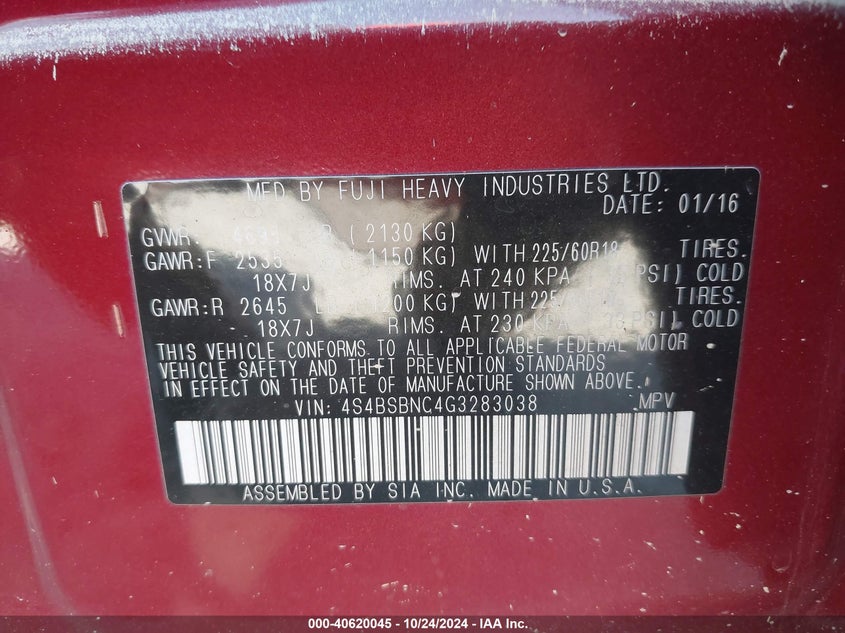 MFD BY FUJI HEAVY INDUSTRIES LTD.
DATE: 01/16
GVWR: (2130 KG)
GAWR:F 2535 (1150 KG) WITH 225/60R18 TIRES.
18X7J RIMS. AT 240 KPA PSI) COLD
GAWR:R 2645 KG) WITH TIRES.
18X7J RIMS. AT 230 KPA PSI) COLD
THIS VEHICLE CONFORMS TO ALL APPLICABLE FEDERAL MOTOR
VEHICLE SAFETY AND THEFT PREVENTION STANDARDS
IN EFFECT ON THE DATE OF MANUFACTURE SHOWN ABOVE.
VIN: 4S4BSBNC4G3283038 MPV
ASSEMBLED BY SIA INC. MADE IN U.S.A.
000-40620045 - 10/24/2024 - IAA Inc.